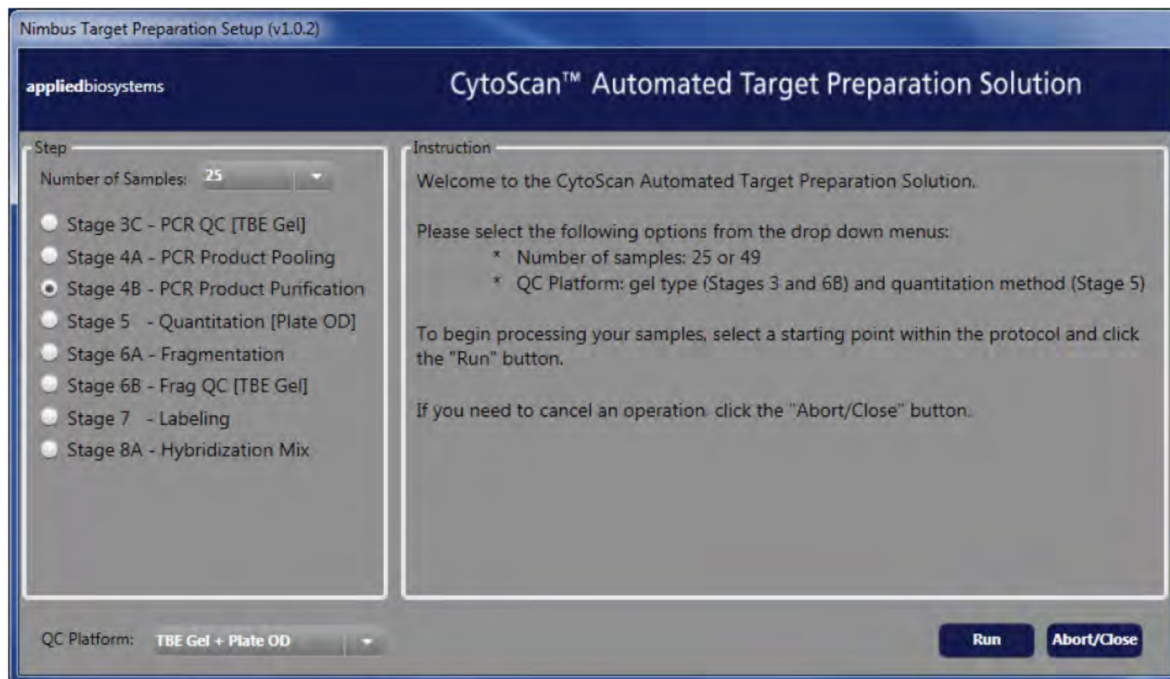 Nimbus Target Preparation Setup (v1.0.2)
appliedbiosystems
CytoScan™ Automated Target Preparation Solution
Step
Number of Samples: 25
Stage 3C - PCR QC [TBE Gel]
Stage 4A - PCR Product Pooling
Stage 4B - PCR Product Purification
Stage 5 - Quantitation [Plate OD]
Stage 6A - Fragmentation
Stage 6B - Frag QC [TBE Gel]
Stage 7 - Labeling
Stage 8A - Hybridization Mix
Instruction
Welcome to the CytoScan Automated Target Preparation Solution.
Please select the following options from the drop down menus:
* Number of samples: 25 or 49
* QC Platform: gel type (Stages 3 and 6B) and quantitation method (Stage 5)
To begin processing your samples, select a starting point within the protocol and click
the "Run" button.
If you need to cancel an operation click the "Abort/Close" button.
QC Platform: TBE Gel + Plate OD
Run
Abort/Close